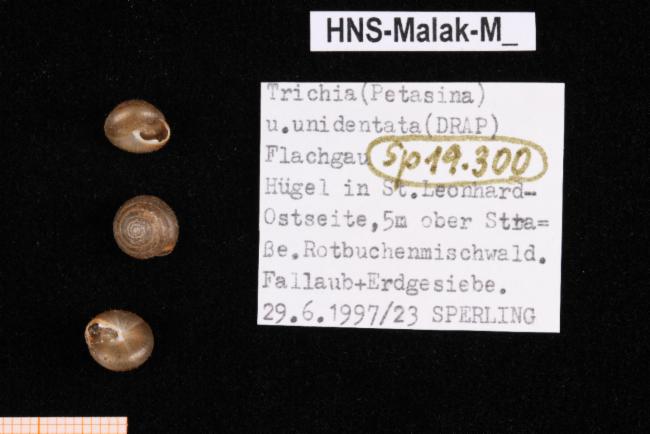 HNS-Malak-M_
Trichia(Petasina)
u.unidentata(DRAP)
Flachgau Sp19.300
Hügel in St.Leonhard-
Ostseite,5m ober Stra=
ße.Rotbuchenmischwald.
Fallaub+Erdgesiebe.
29.6.1997/23 SPERLING